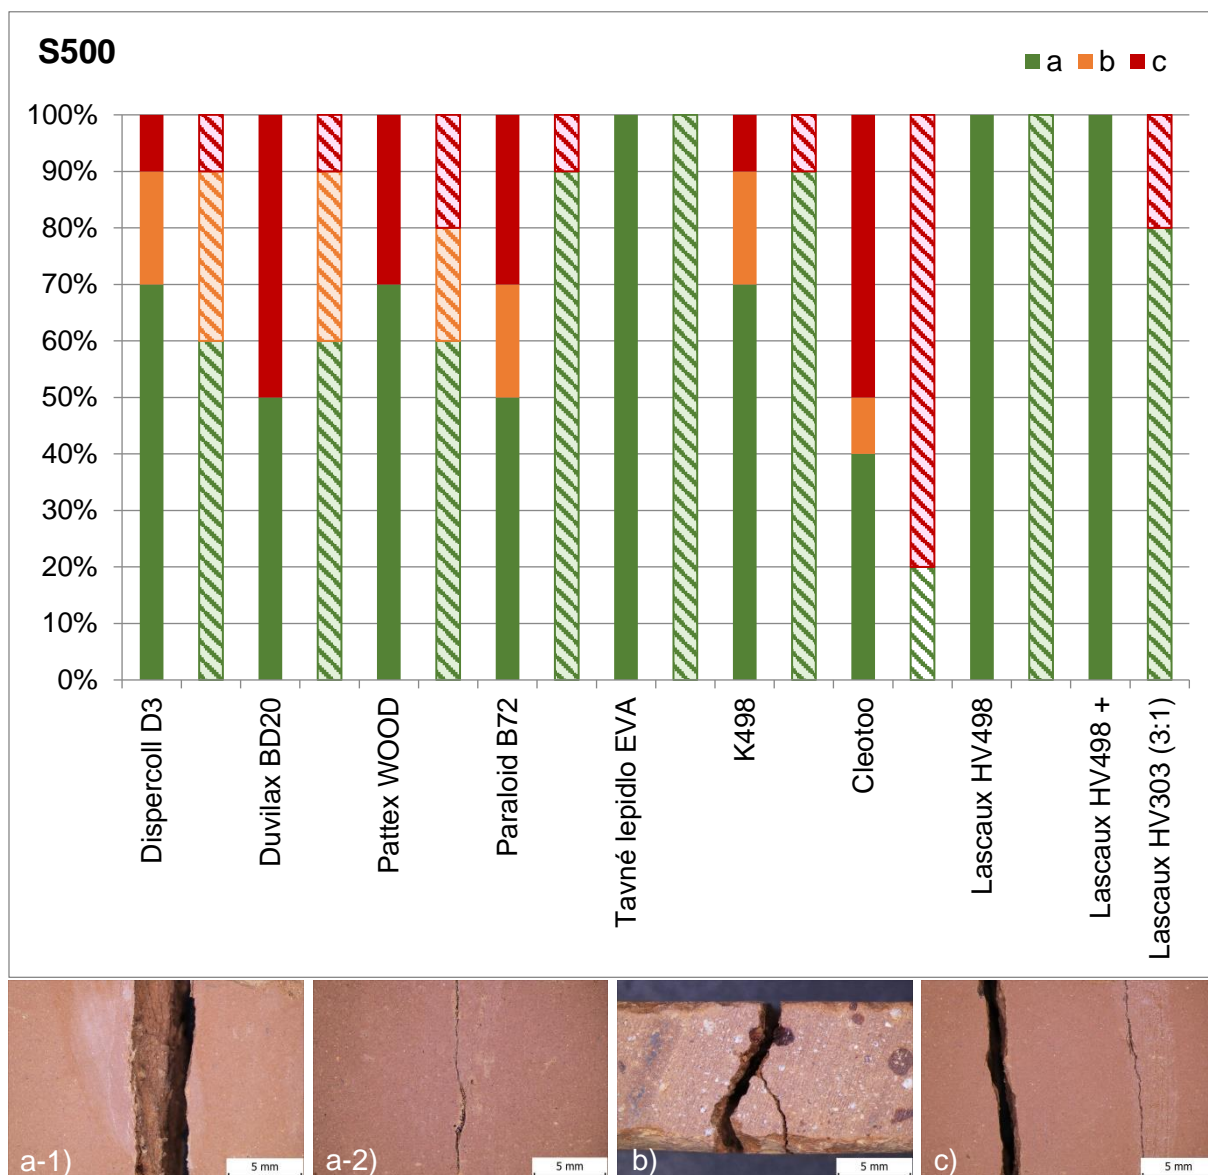 S500
a b c
100%
90%
80%
70%
60%
50%
40%
30%
20%
10%
0%
Dispercoll D3
Duvilax BD20
Pattex WOOD
Paraloid B72
Tavné lepidlo EVA
K498
Cleotoo
Lascaux HV498
Lascaux HV498 +
Lascaux HV303 (3:1)
a-1) 5 mm
a-2) 5 mm
b) 5 mm
c) 5 mm